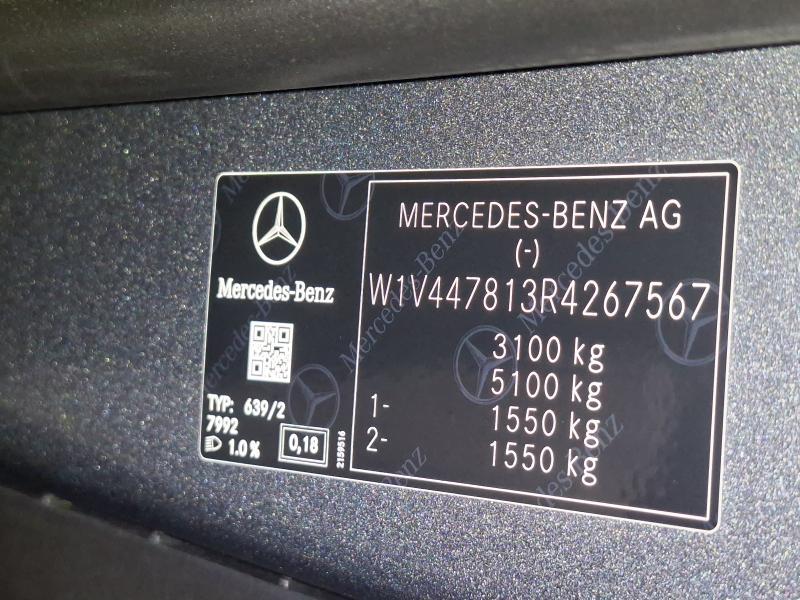 Mercedes-Benz
TYP: 639/2
7992
1.0%
0,18
2159516
MERCEDES-BENZ AG
(-)
W1V447813R4267567
3100 kg
5100 kg
1- 1550 kg
2- 1550 kg